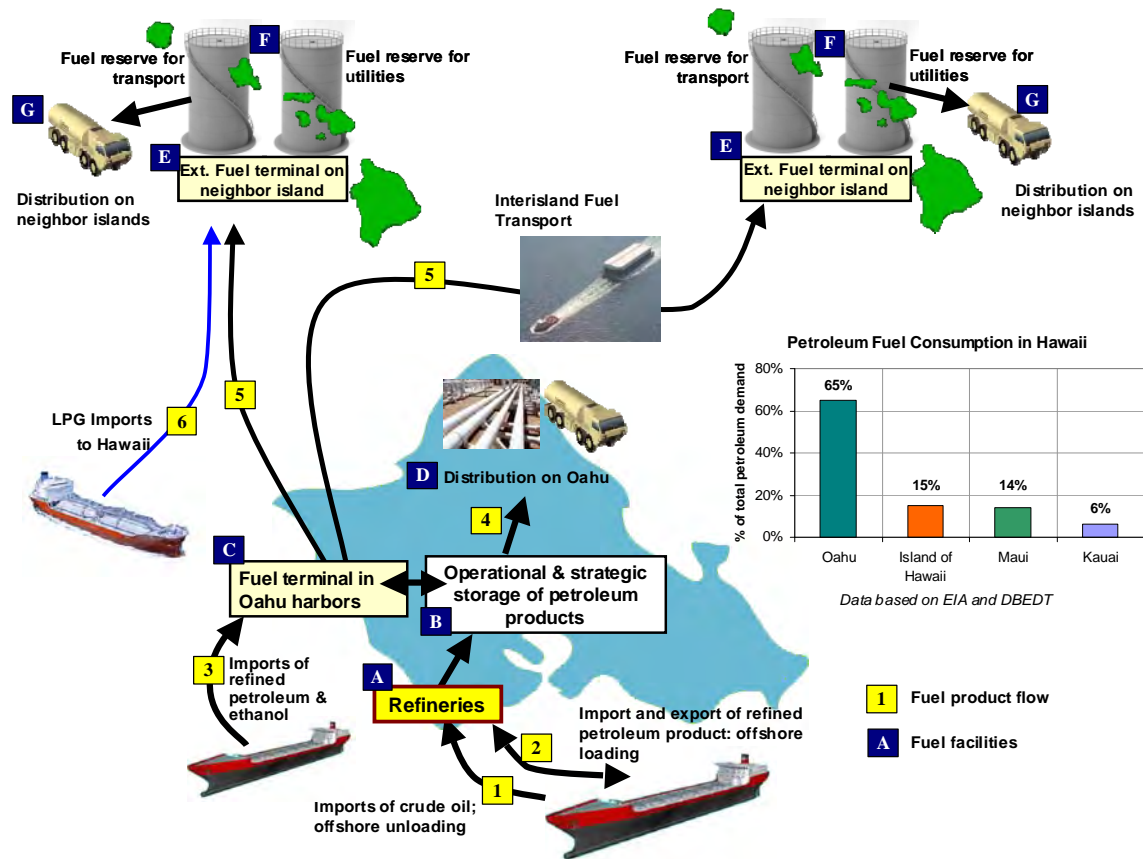 F
Fuel reserve for
transport
Fuel reserve for
utilities
G
E
Ext. Fuel terminal on
neighbor island
Distribution on
neighbor islands
F
Fuel reserve for
transport
Fuel reserve for
utilities
G
E
Ext. Fuel terminal on
neighbor island
Distribution on
neighbor islands
Interisland Fuel
Transport
5
5
6
LPG Imports
to Hawaii
Petroleum Fuel Consumption in Hawaii
% of total petroleum demand
80%
60%
40%
20%
0%
65%
15%
14%
6%
Oahu
Island of
Hawaii
Maui
Kauai
Data based on EIA and DBEDT
D
Distribution on Oahu
4
C
Fuel terminal in
Oahu harbors
Operational & strategic
storage of petroleum
products
B
3
Imports of
refined
petroleum &
ethanol
A
Refineries
2
Import and export of refined
petroleum product: offshore
loading
1
Imports of crude oil;
offshore unloading
1
Fuel product flow
A
Fuel facilities